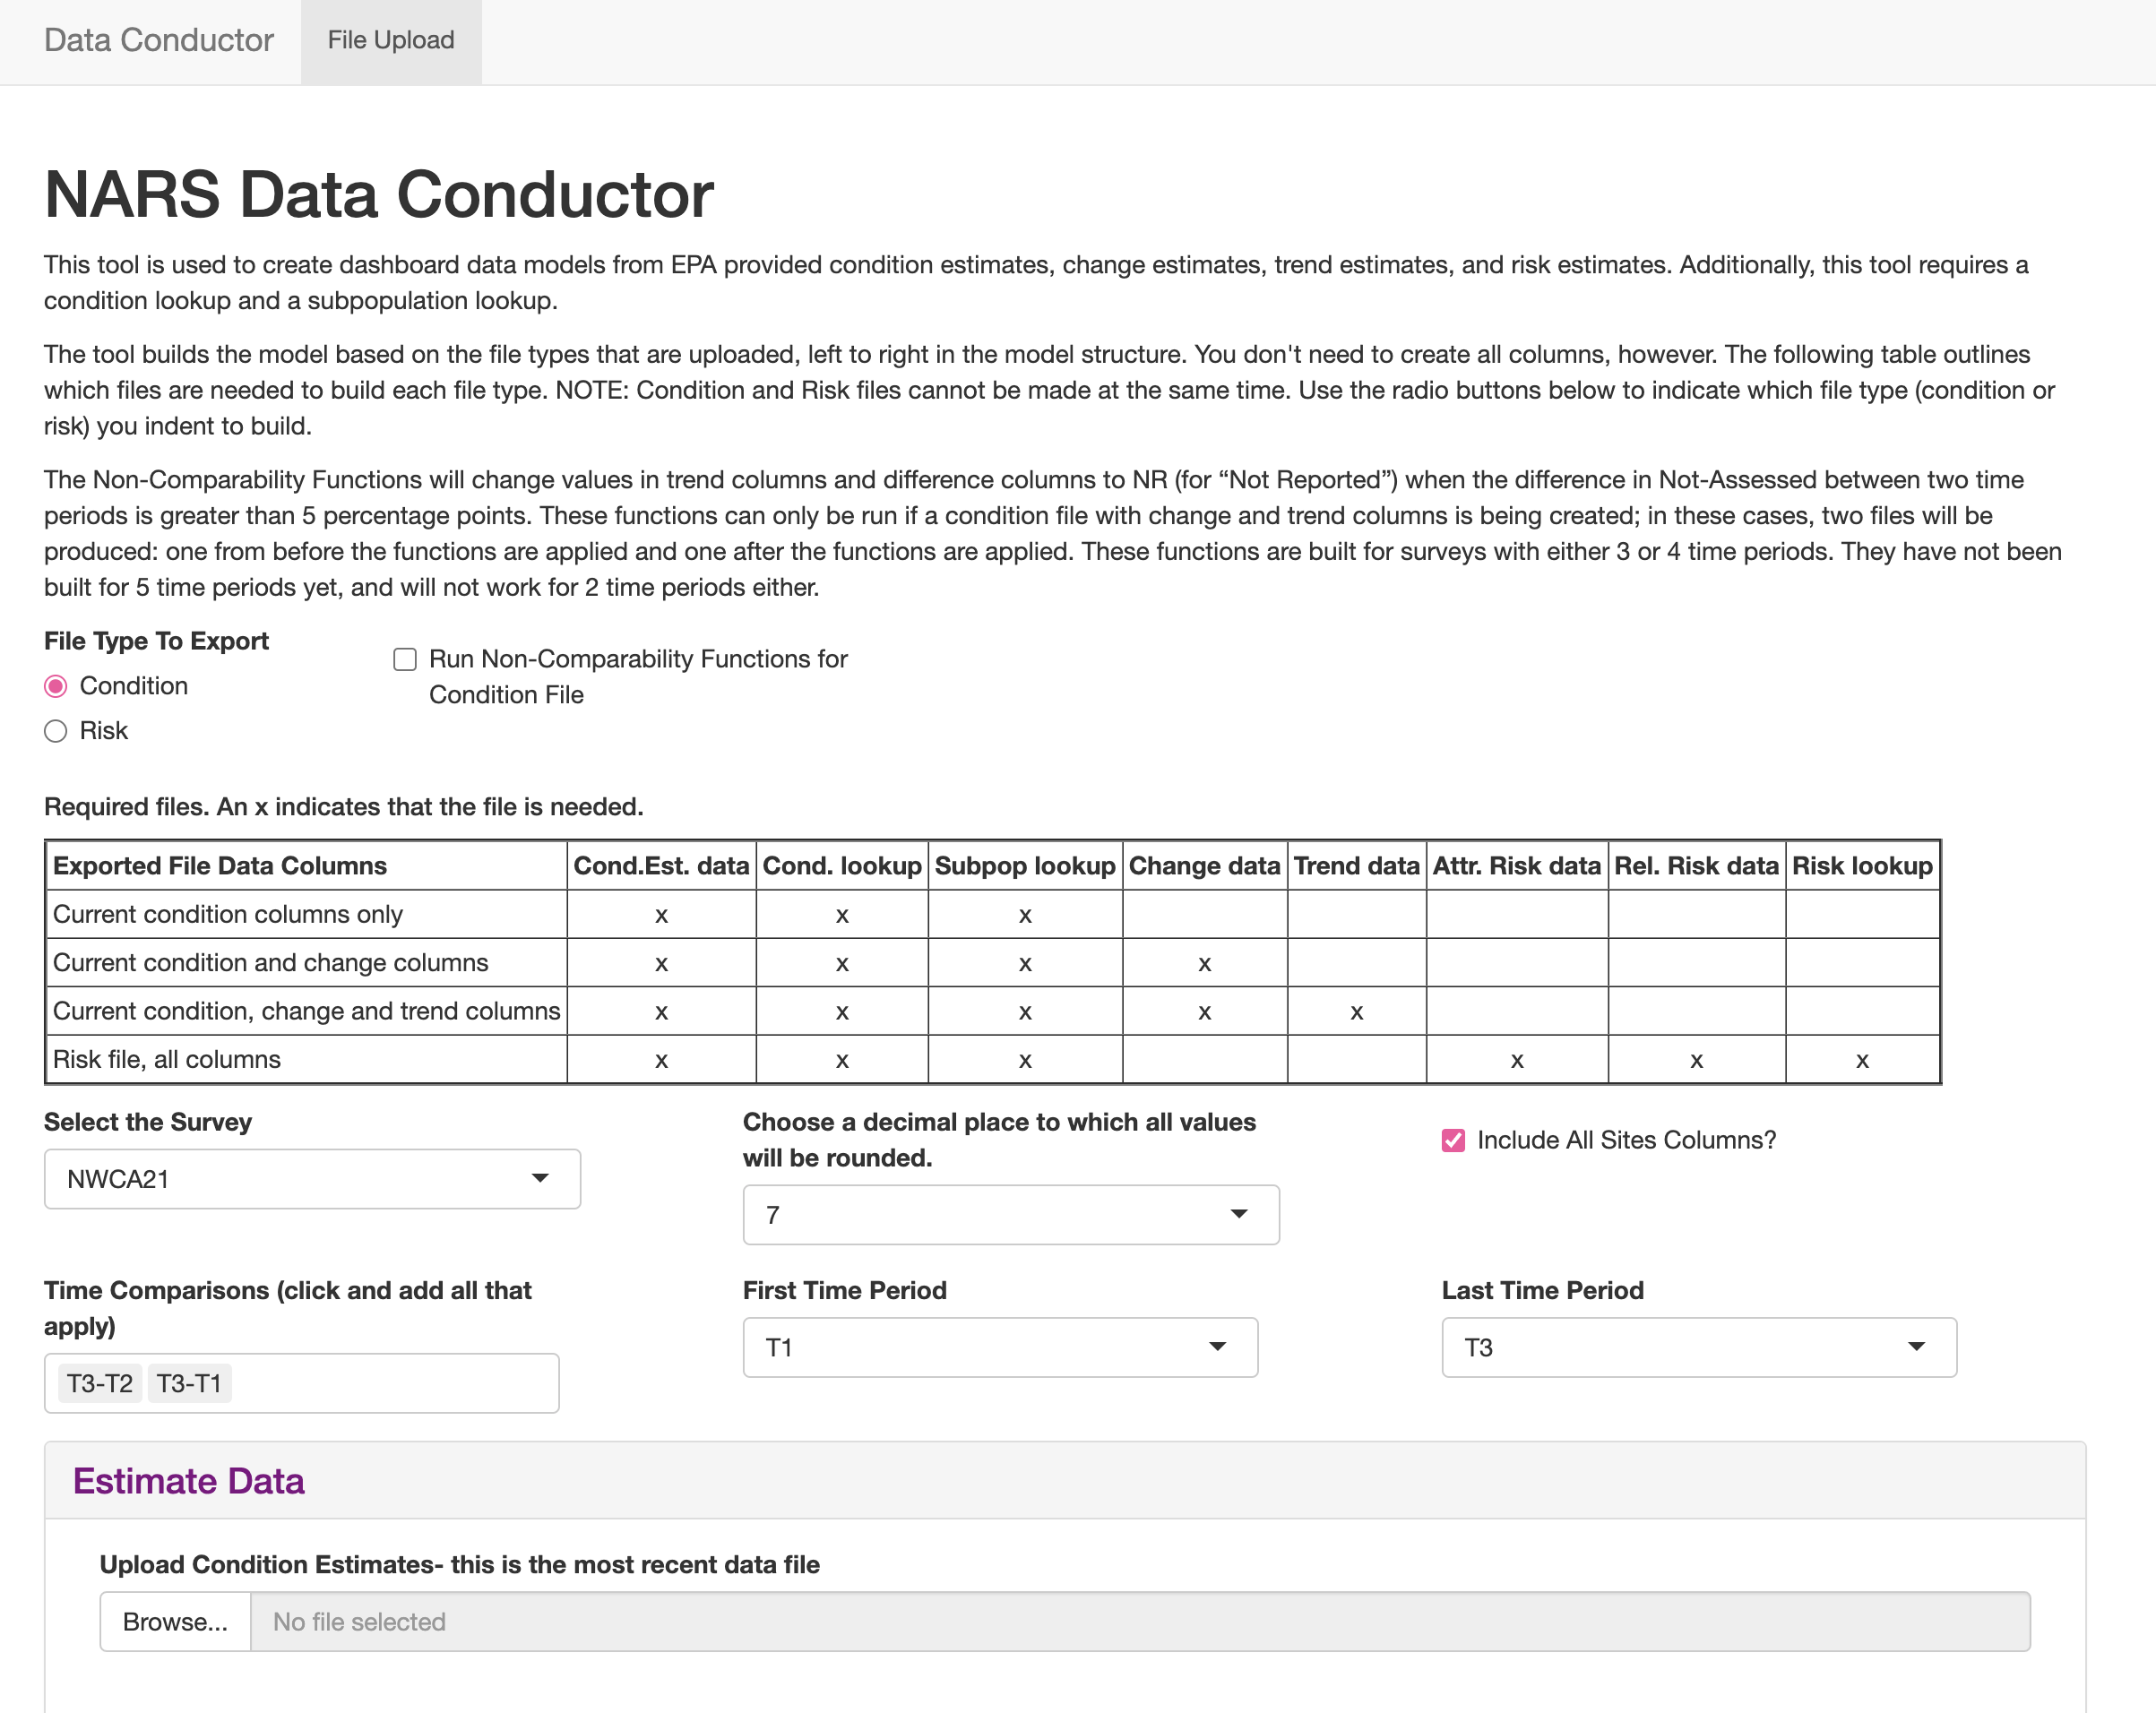 Data Conductor File Upload
NARS Data Conductor
This tool is used to create dashboard data models from EPA provided condition estimates, change estimates, trend estimates, and risk estimates. Additionally, this tool requires a
condition lookup and a subpopulation lookup.
The tool builds the model based on the file types that are uploaded, left to right in the model structure. You don't need to create all columns, however. The following table outlines
which files are needed to build each file type. NOTE: Condition and Risk files cannot be made at the same time. Use the radio buttons below to indicate which file type (condition or
risk) you indent to build.
The Non-Comparability Functions will change values in trend columns and difference columns to NR (for “Not Reported”) when the difference in Not-Assessed between two time
periods is greater than 5 percentage points. These functions can only be run if a condition file with change and trend columns is being created; in these cases, two files will be
produced: one from before the functions are applied and one after the functions are applied. These functions are built for surveys with either 3 or 4 time periods. They have not been
built for 5 time periods yet, and will not work for 2 time periods either.
File Type To Export
Condition
Risk
Run Non-Comparability Functions for
Condition File
Required files. An x indicates that the file is needed.
Exported File Data Columns Cond.Est. data Cond. lookup Subpop lookup Change data Trend data Attr. Risk data Rel. Risk data Risk lookup
Current condition columns only x x x
Current condition and change columns x x x x
Current condition, change and trend columns x x x x x
Risk file, all columns x x x x x x
Select the Survey
NWCA21
Choose a decimal place to which all values
will be rounded.
7
Include All Sites Columns?
Time Comparisons (click and add all that
apply)
T3-T2 T3-T1
First Time Period
T1
Last Time Period
T3
Estimate Data
Upload Condition Estimates- this is the most recent data file
Browse... No file selected